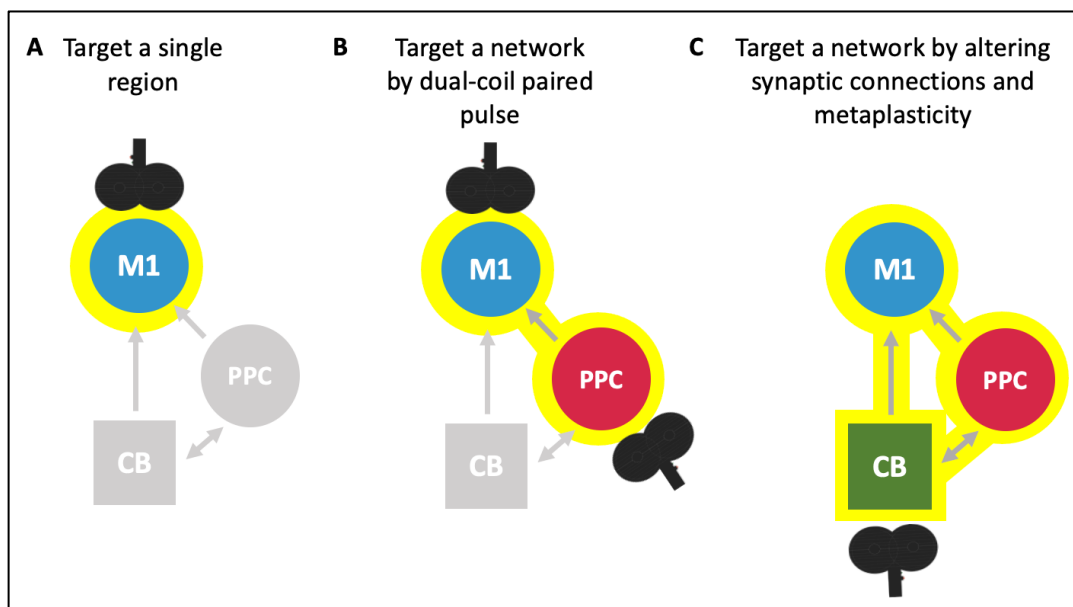 A Target a single
region
M1
PPC
CB
B Target a network
by dual-coil paired
pulse
M1
PPC
CB
C Target a network by altering
synaptic connections and
metaplasticity
M1
PPC
CB